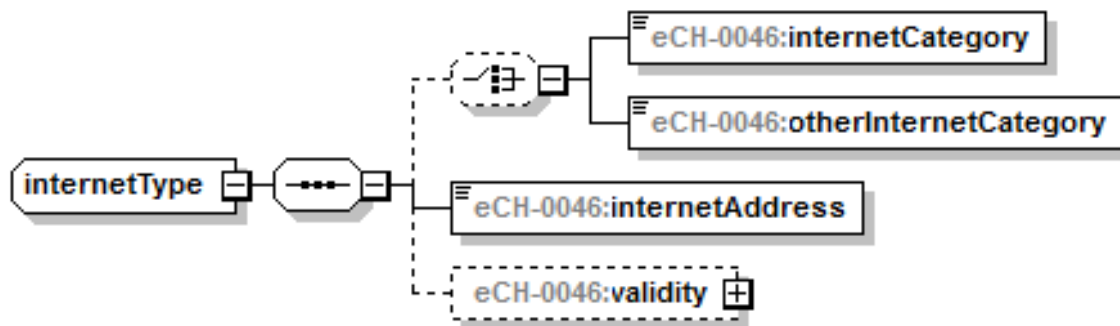 eCH-0046:internetCategory
eCH-0046:otherInternetCategory
internetType
eCH-0046:internetAddress
eCH-0046:validity